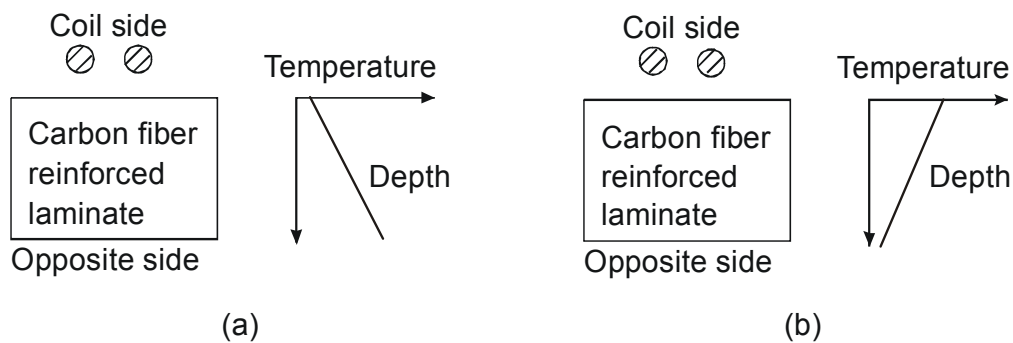 Coil side
Temperature
Carbon fiber
reinforced
laminate
Depth
Opposite side
(a)
Coil side
Temperature
Carbon fiber
reinforced
laminate
Depth
Opposite side
(b)